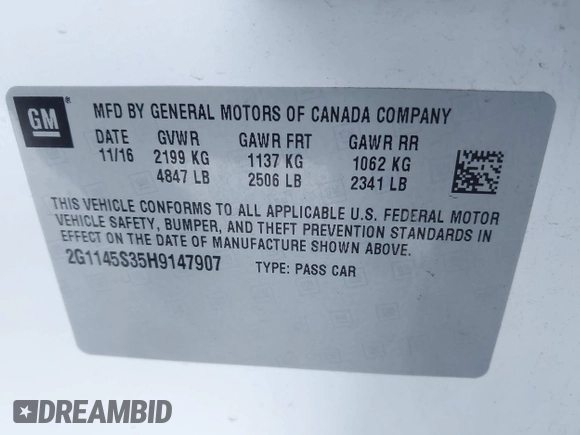 GM
MFD BY GENERAL MOTORS OF CANADA COMPANY
DATE GVWR GAWR FRT GAWR RR
11/16 2199 KG 1137 KG 1062 KG
4847 LB 2506 LB 2341 LB
THIS VEHICLE CONFORMS TO ALL APPLICABLE U.S. FEDERAL MOTOR
VEHICLE SAFETY, BUMPER, AND THEFT PREVENTION STANDARDS IN
EFFECT ON THE DATE OF MANUFACTURE SHOWN ABOVE.
2G1145S35H9147907 TYPE: PASS CAR
DREAMBID